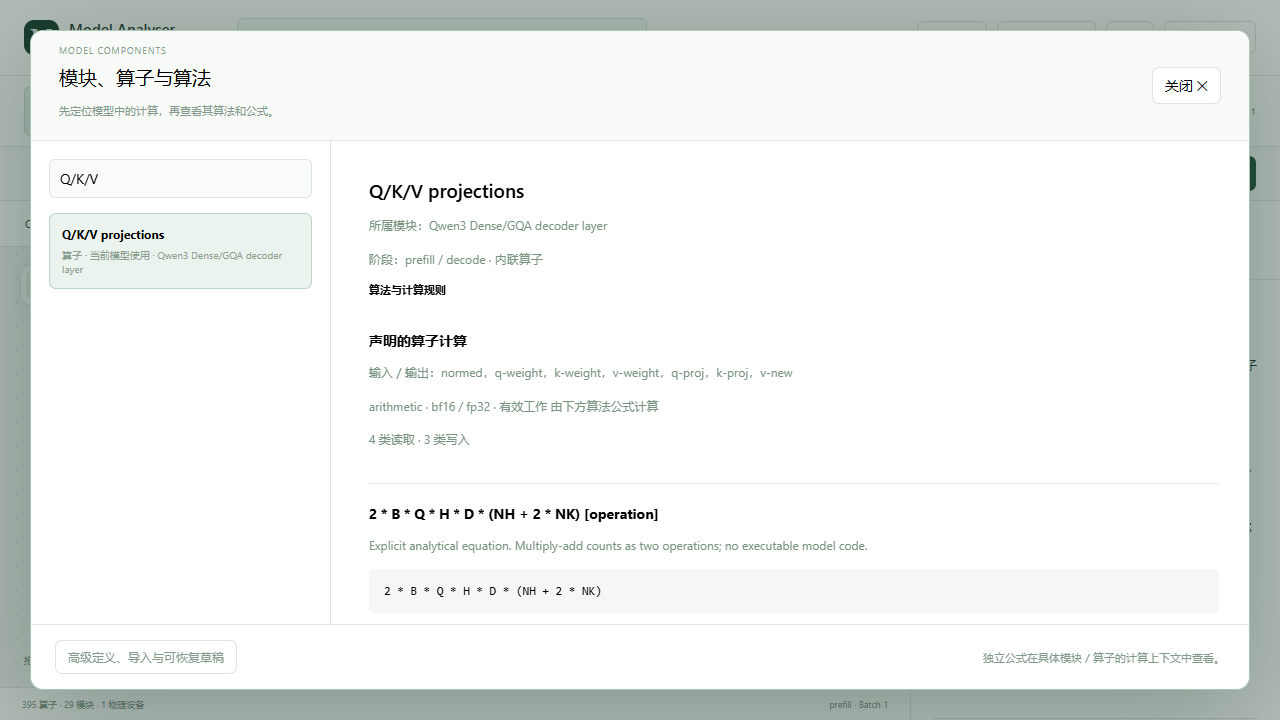 Model Analyser
MODEL COMPONENTS
模块、算子与算法
先定位模型中的计算，再查看其算法和公式。
关闭 ×
Q/K/V
Q/K/V projections
算子 · 当前模型使用 · Qwen3 Dense/GQA decoder
layer
Q/K/V projections
所属模块：Qwen3 Dense/GQA decoder layer
阶段：prefill / decode · 内联算子
算法与计算规则
声明的算子计算
输入 / 输出：normed，q-weight，k-weight，v-weight，q-proj，k-proj，v-new
arithmetic · bf16 / fp32 · 有效工作 由下方算法公式计算
4 类读取 · 3 类写入
2 * B * Q * H * D * (NH + 2 * NK) [operation]
Explicit analytical equation. Multiply-add counts as two operations; no executable model code.
2 * B * Q * H * D * (NH + 2 * NK)
高级定义、导入与可恢复草稿
独立公式在具体模块 / 算子的计算上下文中查看。
395 算子 · 29 模块 · 1 物理设备
prefill · Batch 1